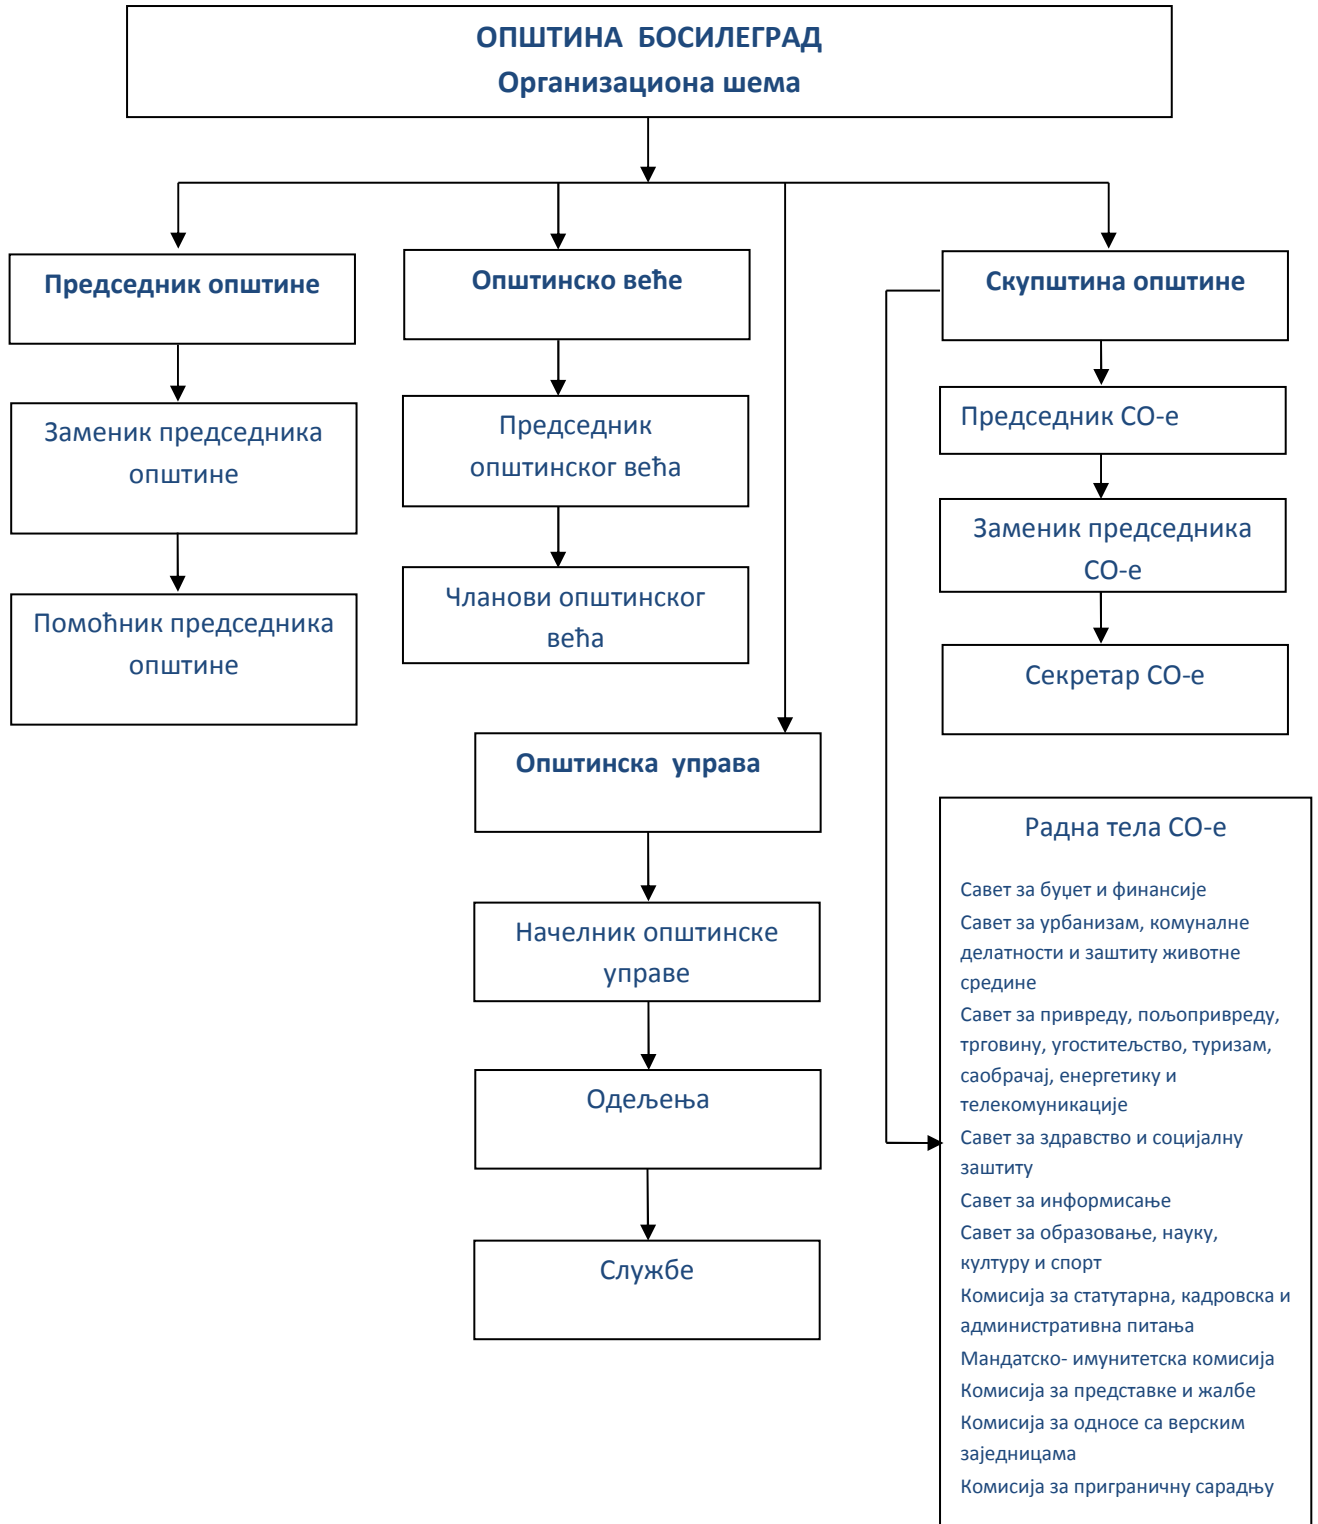 ОПШТИНА  БОСИЛЕГРАД
Организациона шема
Председник општине
Заменик председника
општине
Помоћник председника
општине
Општинско веће
Председник
општинског већа
Чланови општинског
већа
Општинска  управа
Начелник општинске
управе
Одељења
Службе
Скупштина општине
Председник СО-е
Заменик председника
СО-е
Секретар СО-е
Радна тела СО-е
Савет за буџет и финансије
Савет за урбанизам, комуналне
делатности и заштиту животне
средине
Савет за привреду, пољопривреду,
трговину, угоститељство, туризам,
саобрачај, енергетику и
телекомуникације
Савет за здравство и социјалну
заштиту
Савет за информисање
Савет за образовање, науку,
културу и спорт
Комисија за статутарна, кадровска и
административна питања
Мандатско- имунитетска комисија
Комисија за представке и жалбе
Комисија за односе са верским
заједницама
Комисија за приграничну сарадњу